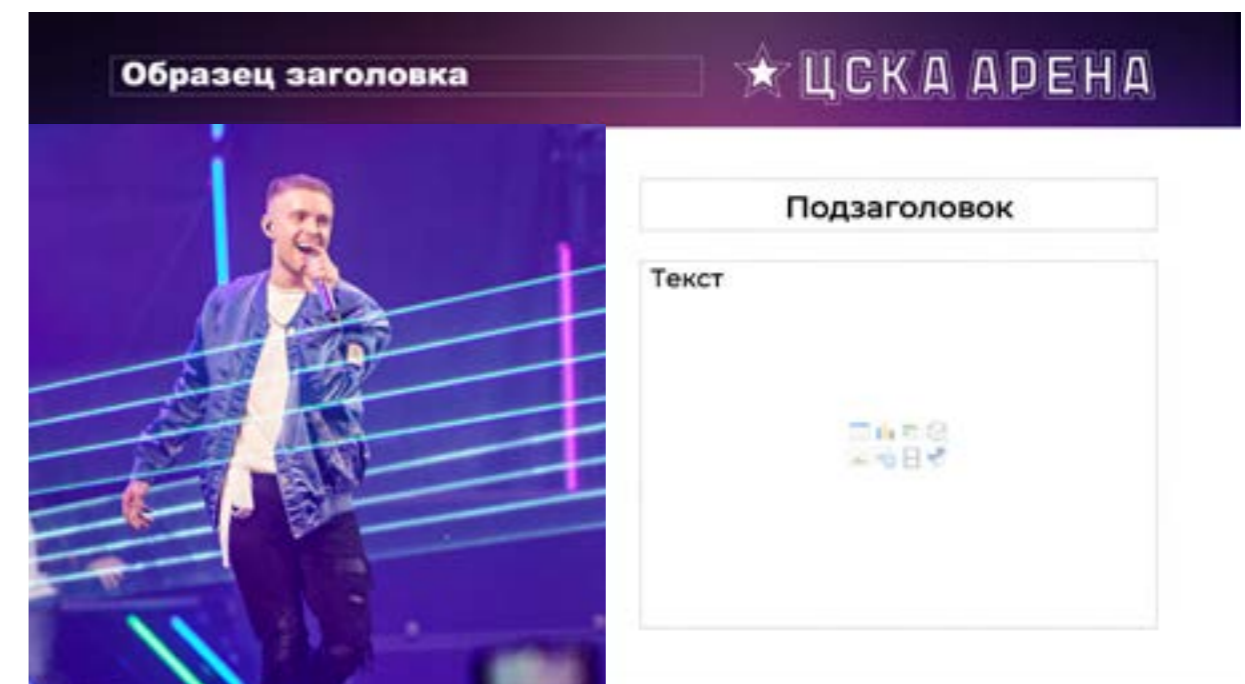 Образец заголовка
ЦСКА АРЕНА
Подзаголовок
Текст